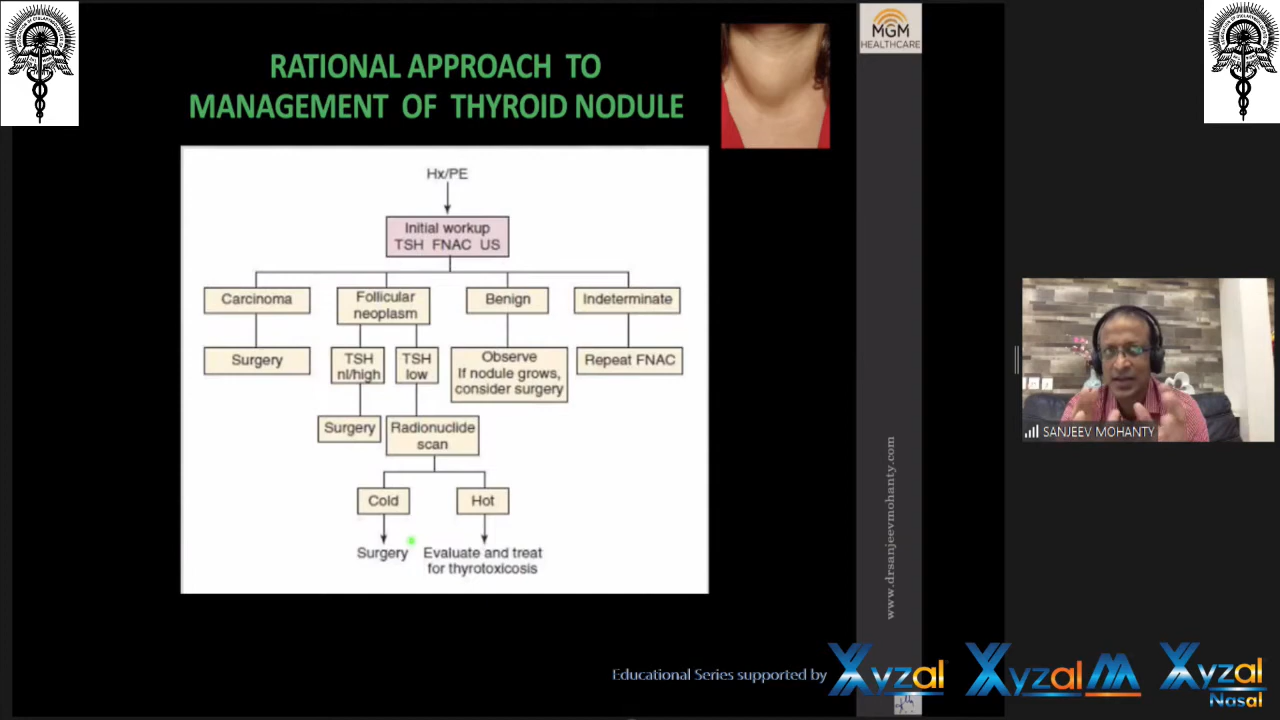 RATIONAL APPROACH TO
MANAGEMENT OF THYROID NODULE
MGM
HEALTHCARE
Hx/PE
Initial workup
TSH FNAC US
Carcinoma
Follicular
neoplasm
Benign
Indeterminate
Surgery
TSH
nl/high
TSH
low
Observe
If nodule grows,
consider surgery
Repeat FNAC
Surgery
Radionuclide
scan
Cold
Hot
Surgery
Evaluate and treat
for thyrotoxicosis
www.drsanjeevmohanty.com
SANJEEV MOHANTY
Educational Series supported by
Xyzal
Xyzal M
Xyzal
Nasal